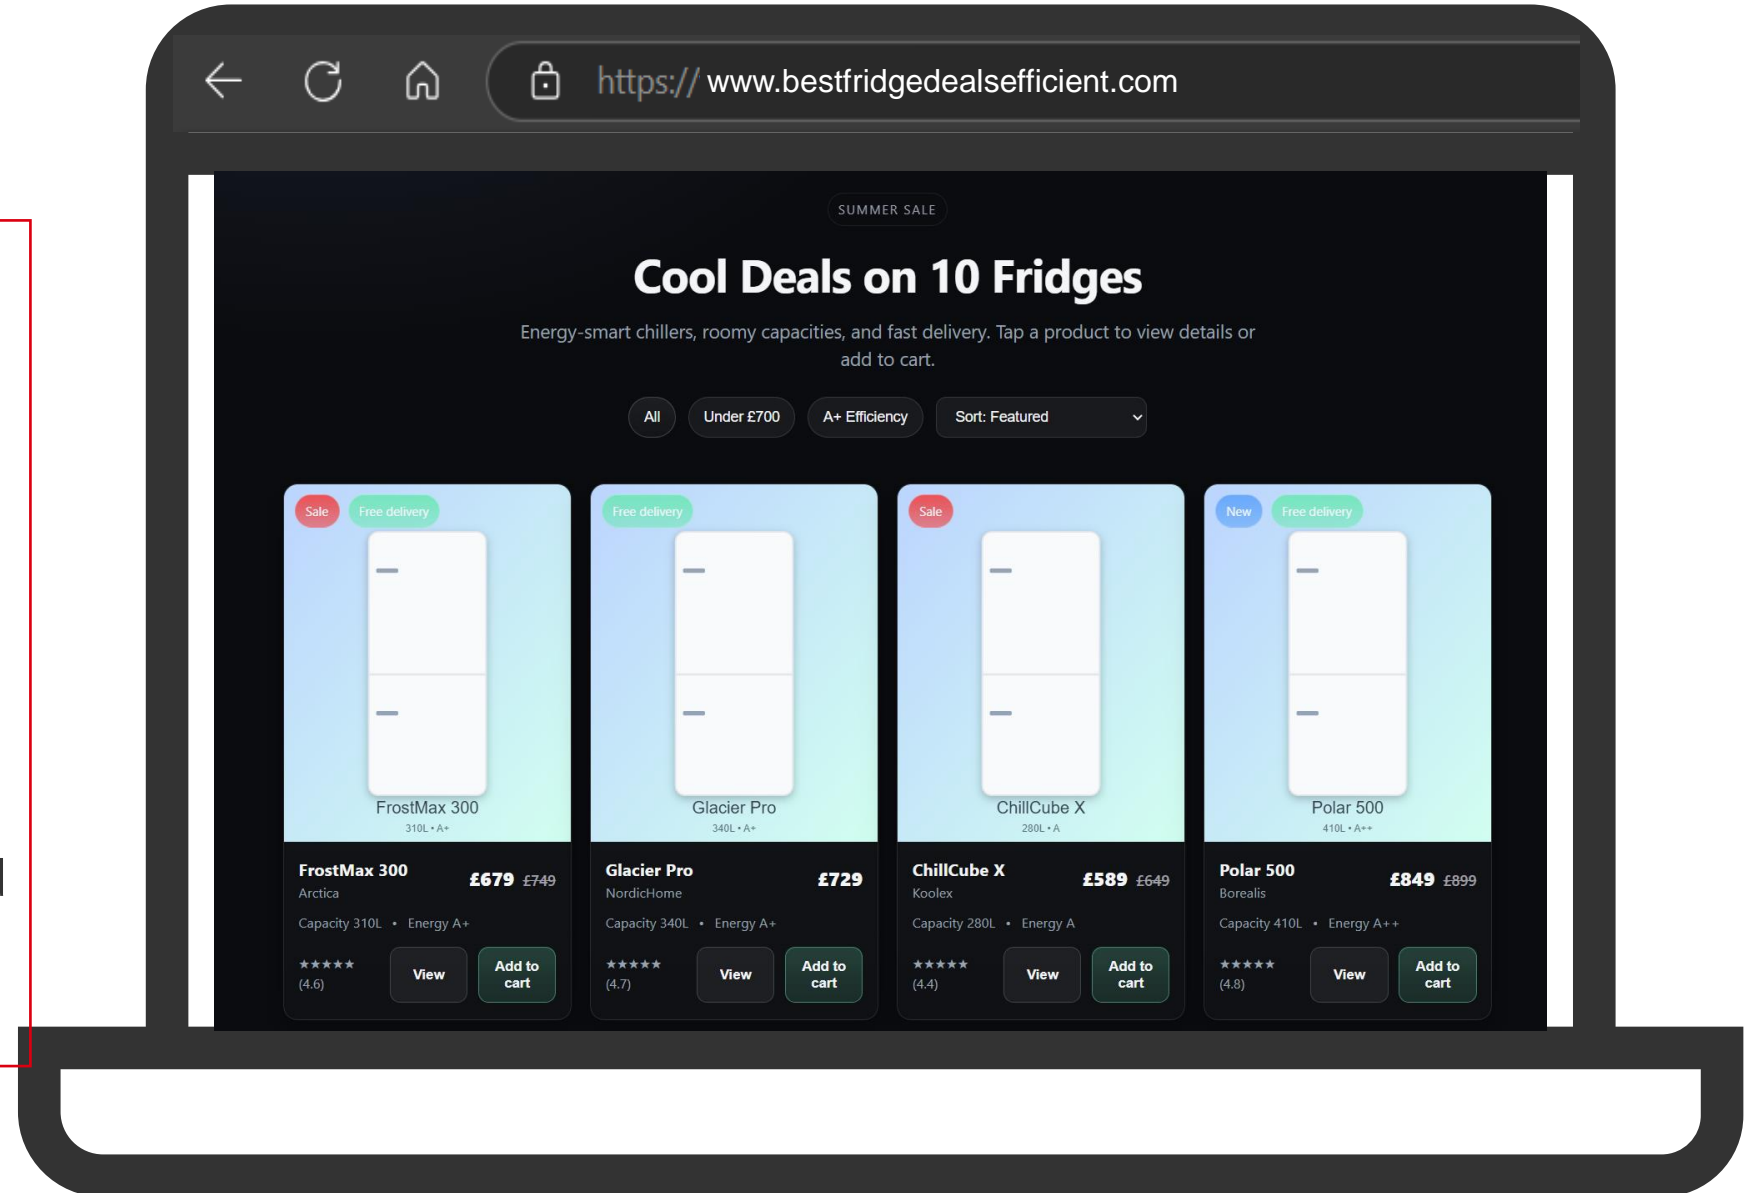 https:// www.bestfridgedealsefficient.com
SUMMER SALE
Cool Deals on 10 Fridges
Energy-smart chillers, roomy capacities, and fast delivery. Tap a product to view details or
add to cart.
All Under £700 A+ Efficiency Sort: Featured
Sale Free delivery
FrostMax 300
310L • A+
FrostMax 300
Arctica
£679 £749
Capacity 310L • Energy A+
★★★★★
(4.6)
View
Add to
cart
Free delivery
Glacier Pro
340L • A+
Glacier Pro
NordicHome
£729
Capacity 340L • Energy A+
★★★★★
(4.7)
View
Add to
cart
Sale
ChillCube X
280L • A
ChillCube X
Koolex
£589 £649
Capacity 280L • Energy A
★★★★★
(4.4)
View
Add to
cart
New Free delivery
Polar 500
410L • A++
Polar 500
Borealis
£849 £899
Capacity 410L • Energy A++
★★★★★
(4.8)
View
Add to
cart